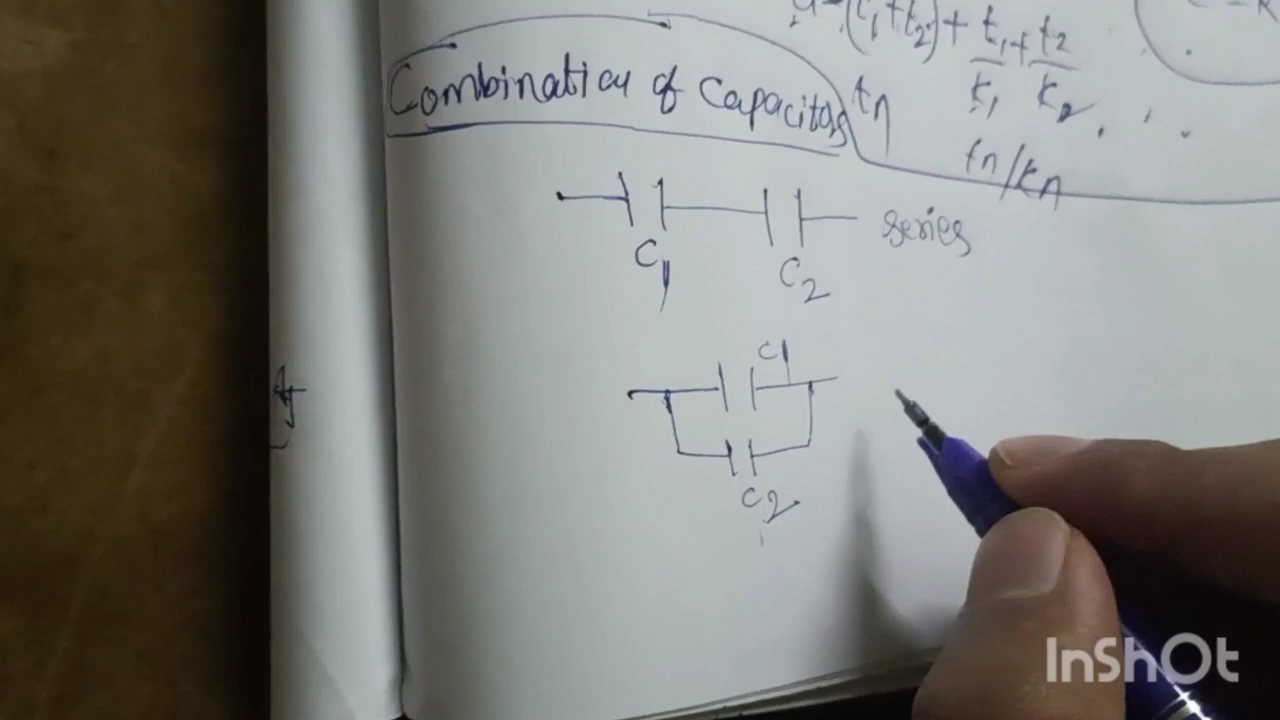 d-(t1+t2)+ t1/k1 + t2/k2 . . .
tn
tn/kn
Combination of Capacitors
C1
C2
series
C1
C2
InShOt